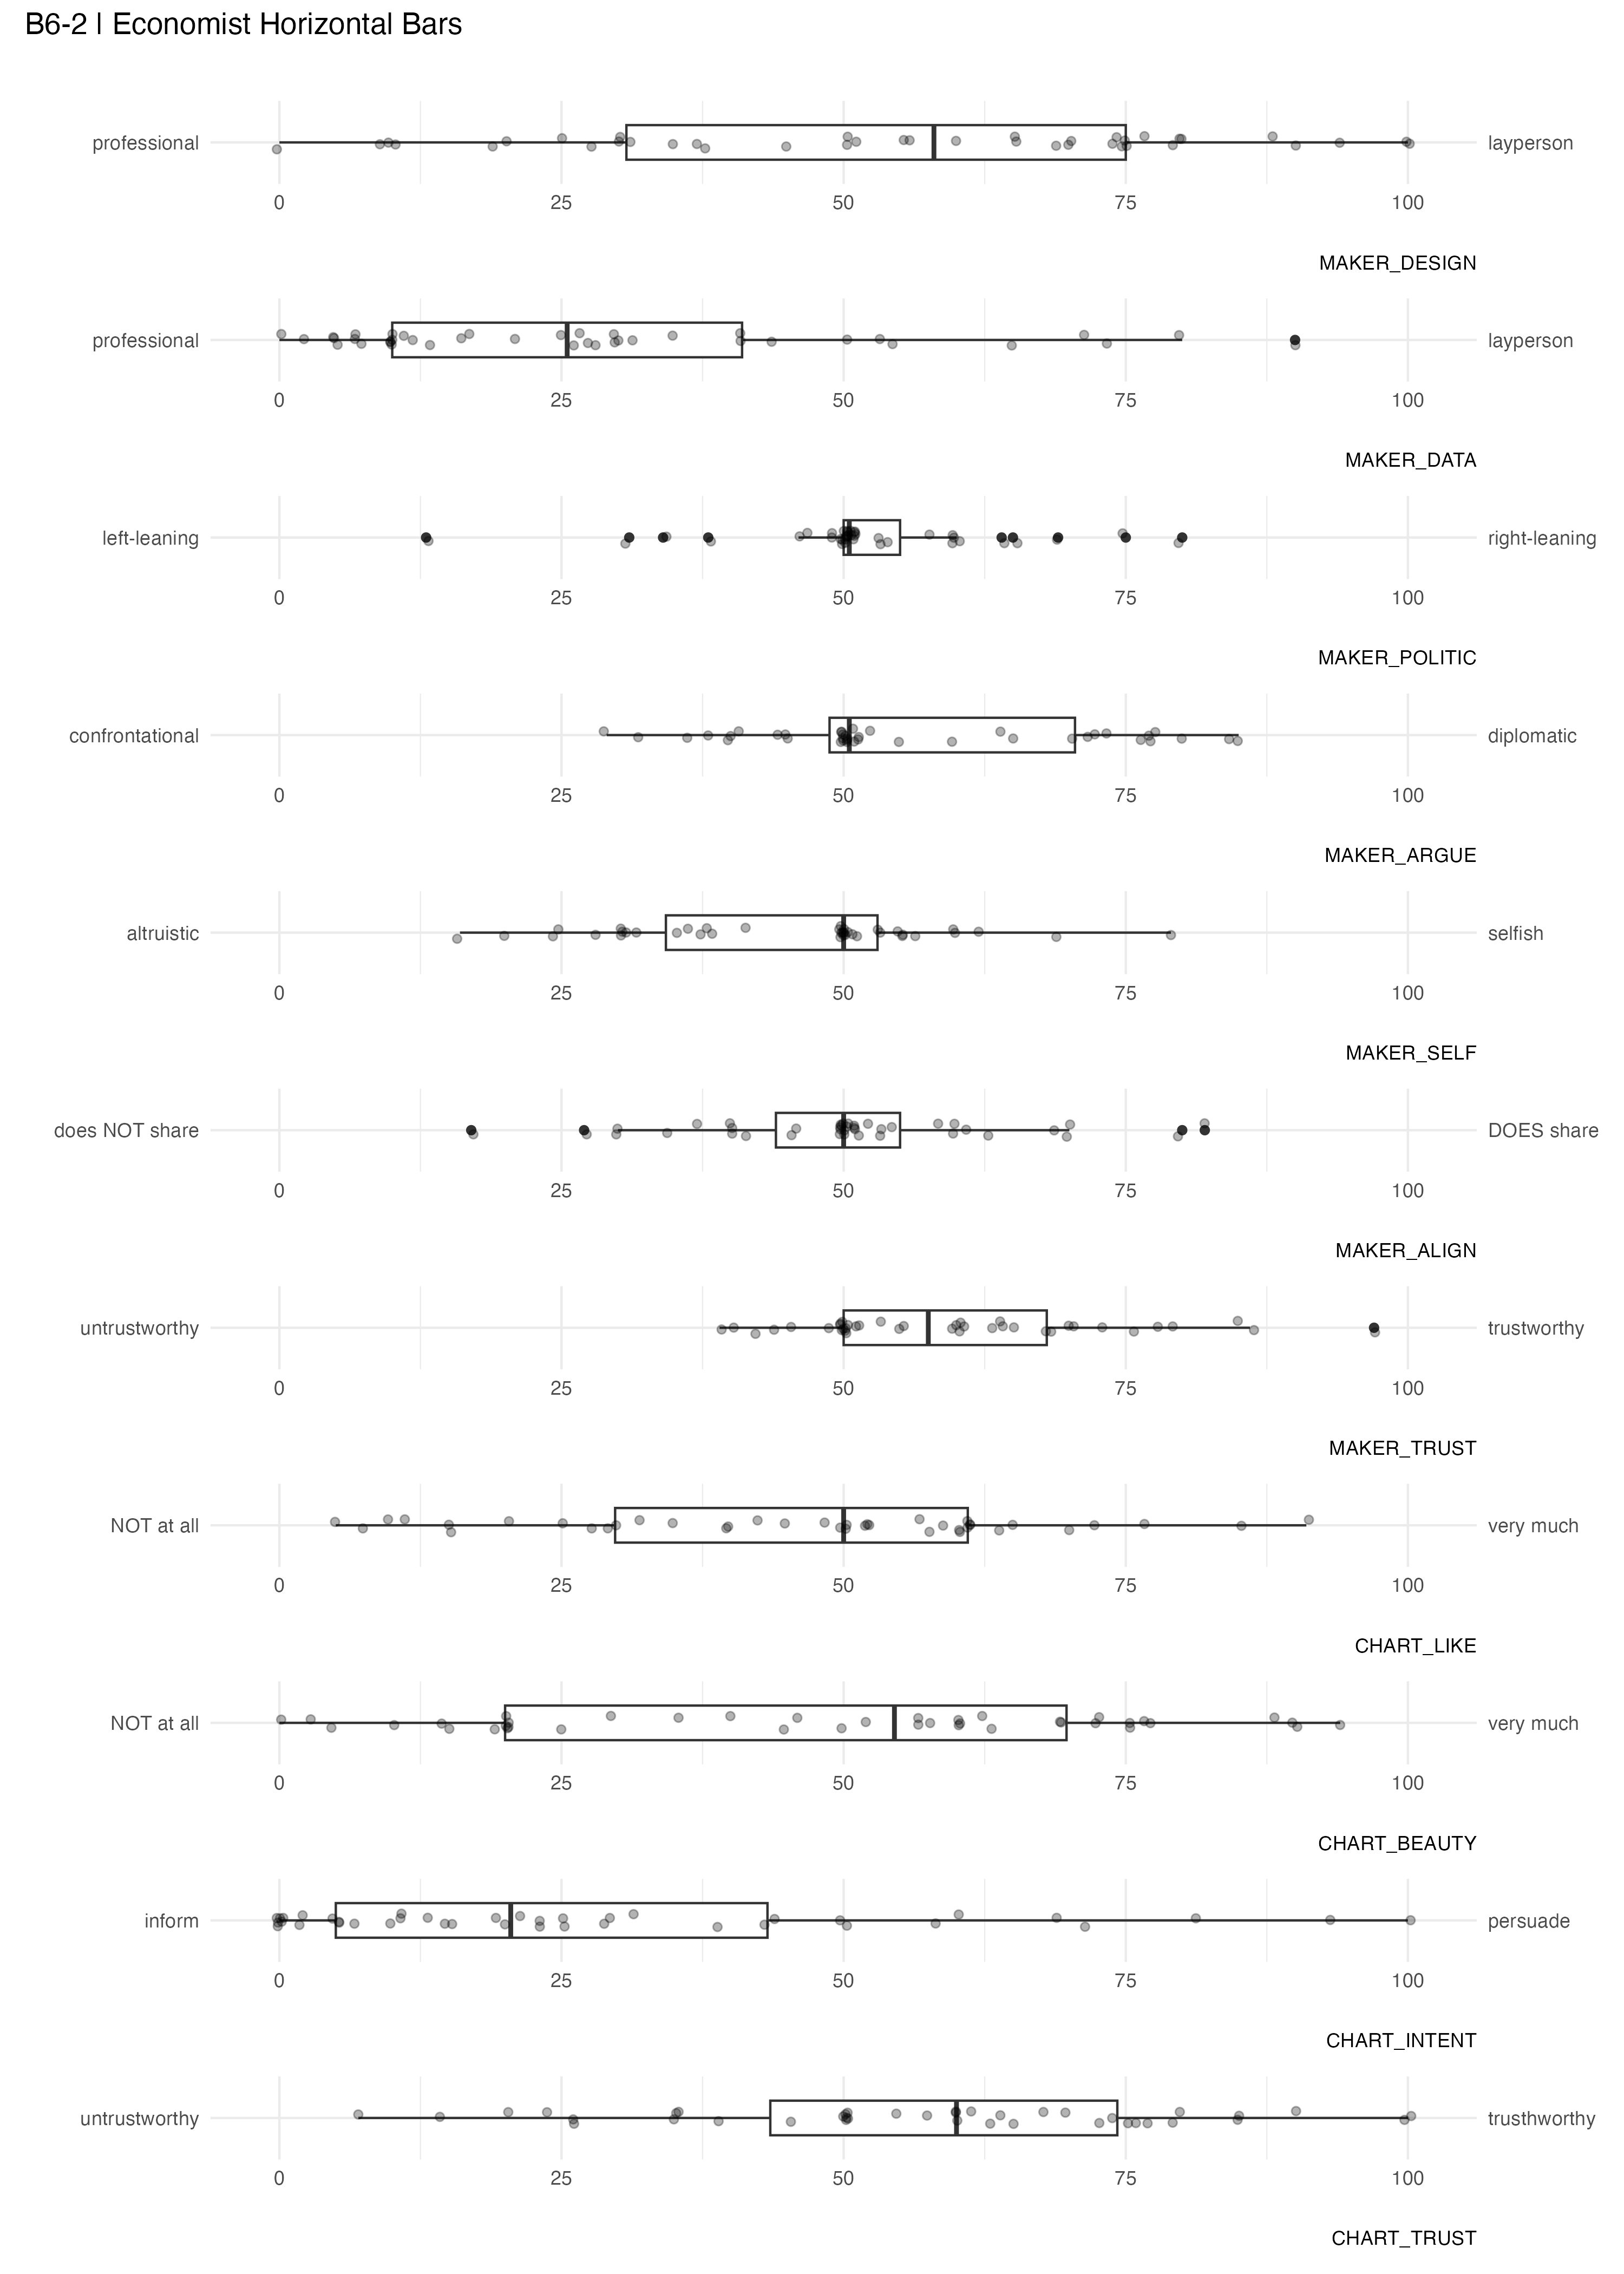 B6-2 | Economist Horizontal Bars
professional layperson
0 25 50 75 100
MAKER_DESIGN
professional layperson
0 25 50 75 100
MAKER_DATA
left-leaning right-leaning
0 25 50 75 100
MAKER_POLITIC
confrontational diplomatic
0 25 50 75 100
MAKER_ARGUE
altruistic selfish
0 25 50 75 100
MAKER_SELF
does NOT share DOES share
0 25 50 75 100
MAKER_ALIGN
untrustworthy trustworthy
0 25 50 75 100
MAKER_TRUST
NOT at all very much
0 25 50 75 100
CHART_LIKE
NOT at all very much
0 25 50 75 100
CHART_BEAUTY
inform persuade
0 25 50 75 100
CHART_INTENT
untrustworthy trusthworthy
0 25 50 75 100
CHART_TRUST